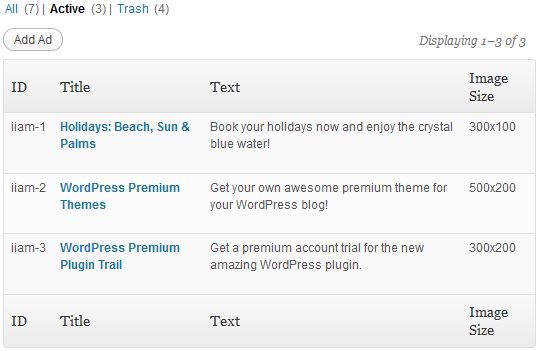 All (7) | Active (3) | Trash (4)
Add Ad
Displaying 1–3 of 3
ID Title Text Image Size
iiam-1 Holidays: Beach, Sun & Palms Book your holidays now and enjoy the crystal blue water! 300x100
iiam-2 WordPress Premium Themes Get your own awesome premium theme for your WordPress blog! 500x200
iiam-3 WordPress Premium Plugin Trail Get a premium account trial for the new amazing WordPress plugin. 300x200
ID Title Text Image Size